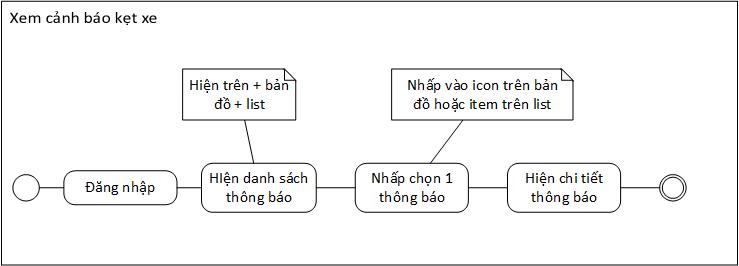 Xem cảnh báo kẹt xe
Hiện trên + bản
đồ + list
Nhấp vào icon trên bản
đồ hoặc item trên list
Đăng nhập
HIện danh sách
thông báo
Nhấp chọn 1
thông báo
Hiện chi tiết
thông báo